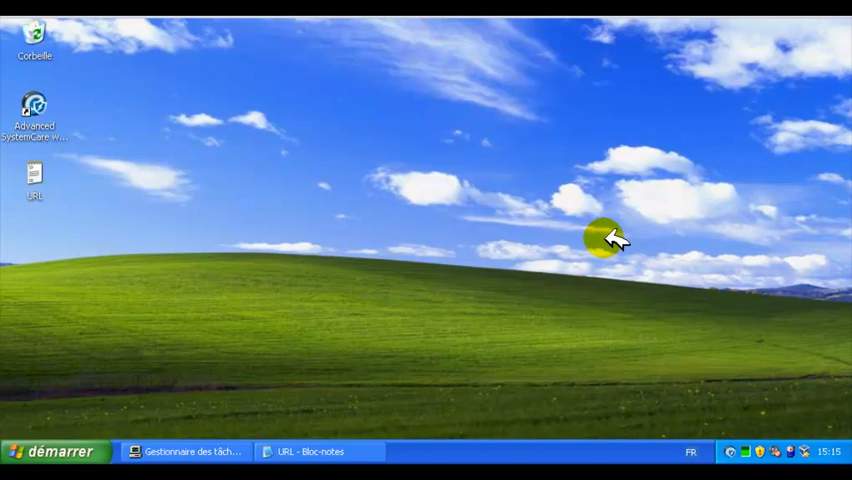 Corbeille
Advanced
SystemCare w...
URL
démarrer
Gestionnaire des tâch...
URL - Bloc-notes
FR
15:15